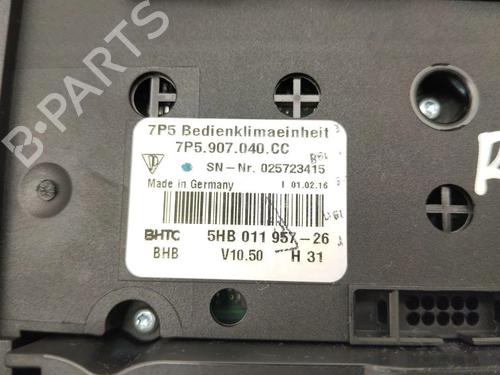 7P5 Bedienklimaeinheit
7P5.907.040.CC
SN-Nr. 025723415
Made in Germany I 01.02.16
BHTC 5HB 011 957-26
BHB V10.50 H 31